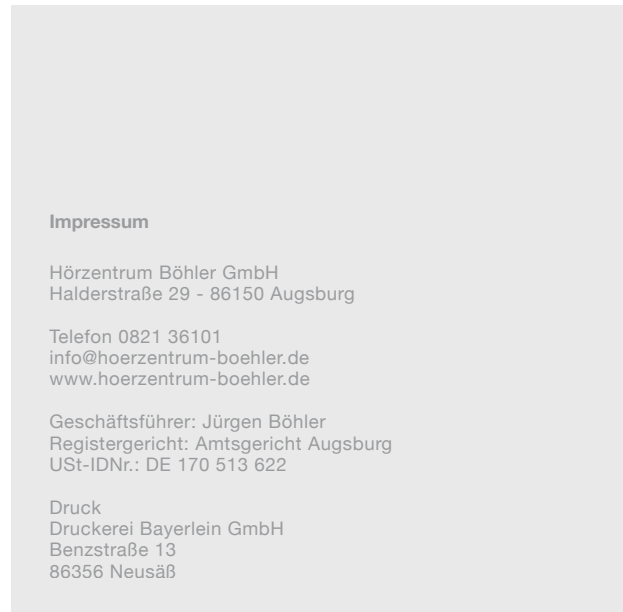 Impressum
Hörzentrum Böhler GmbH
Halderstraße 29 - 86150 Augsburg
Telefon 0821 36101
info@hoerzentrum-boehler.de
www.hoerzentrum-boehler.de
Geschäftsführer: Jürgen Böhler
Registergericht: Amtsgericht Augsburg
USt-IDNr.: DE 170 513 622
Druck
Druckerei Bayerlein GmbH
Benzstraße 13
86356 Neusäß